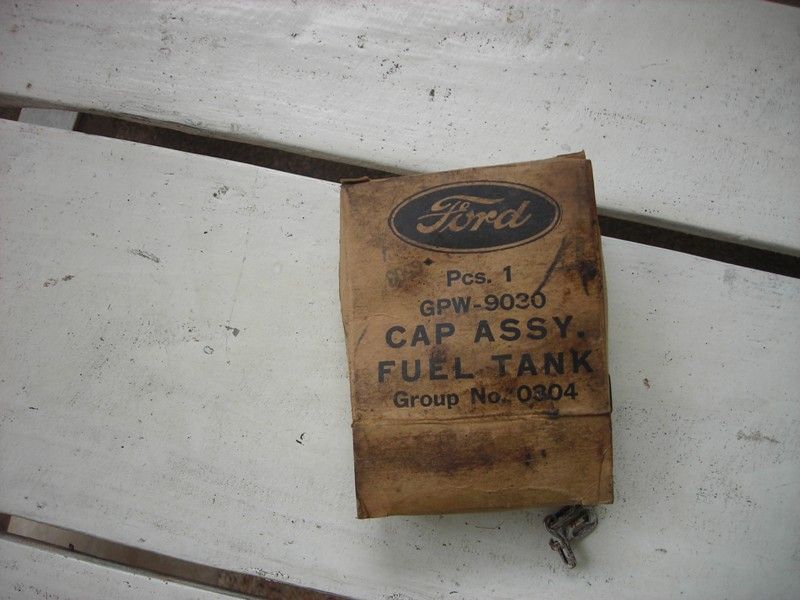 Ford
Pcs. 1
GPW-9030
CAP ASSY.
FUEL TANK
Group No. 0304